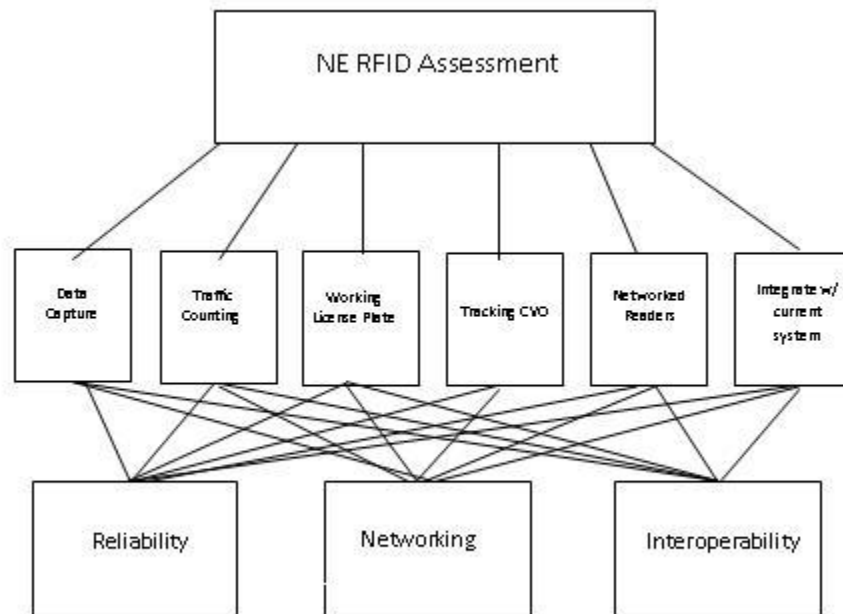 NE RFID Assessment
Data
Capture
Traffic
Counting
Working
License Plate
Tracking CVO
Networked
Readers
Integrate w/
current
system
Reliability
Networking
Interoperability